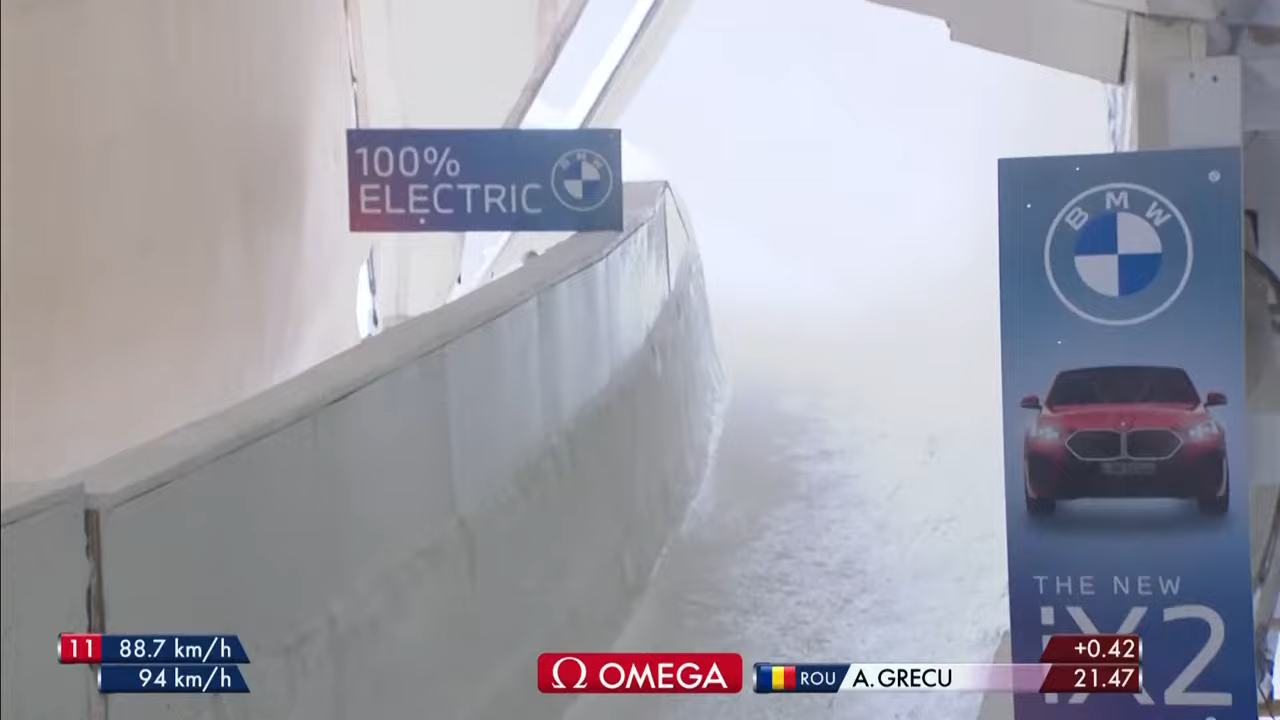 100%
ELECTRIC
BMW
BMW
THE NEW
iX2
11 88.7 km/h
94 km/h
Ω OMEGA
ROU A.GRECU
+0.42
21.47